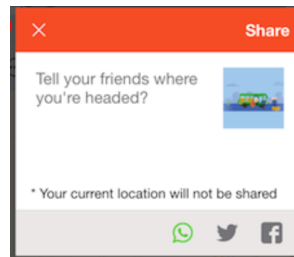 Share
Tell your friends where
you're headed?
* Your current location will not be shared